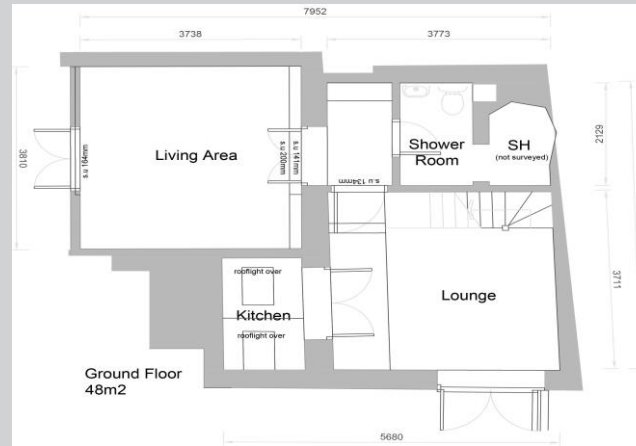 7952
3738
3773
3810
s.u 164mm
Living Area
s.u 200mm
s.u 141mm
s.u 134mm
Shower
Room
SH
(not surveyed)
2129
3711
rooflight over
Kitchen
rooflight over
Lounge
Ground Floor
48m2
5680